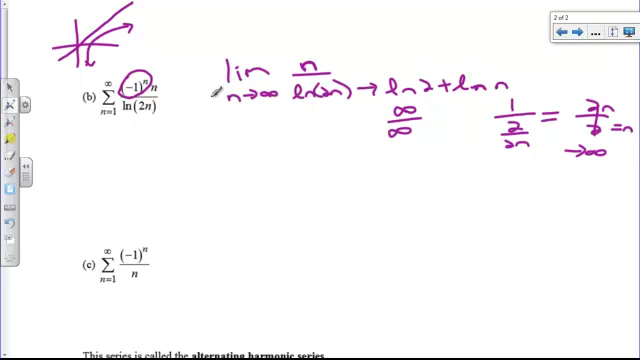 2 of 2
lim n→∞ n/ln(2n) → ln 2 + ln n
∞/∞
1/(2/2n) = 2n/2 = n
→∞
(b) ∑_{n=1}^{∞} (-1)^n n / ln(2n)
(c) ∑_{n=1}^{∞} (-1)^n / n
This series is called the alternating harmonic series